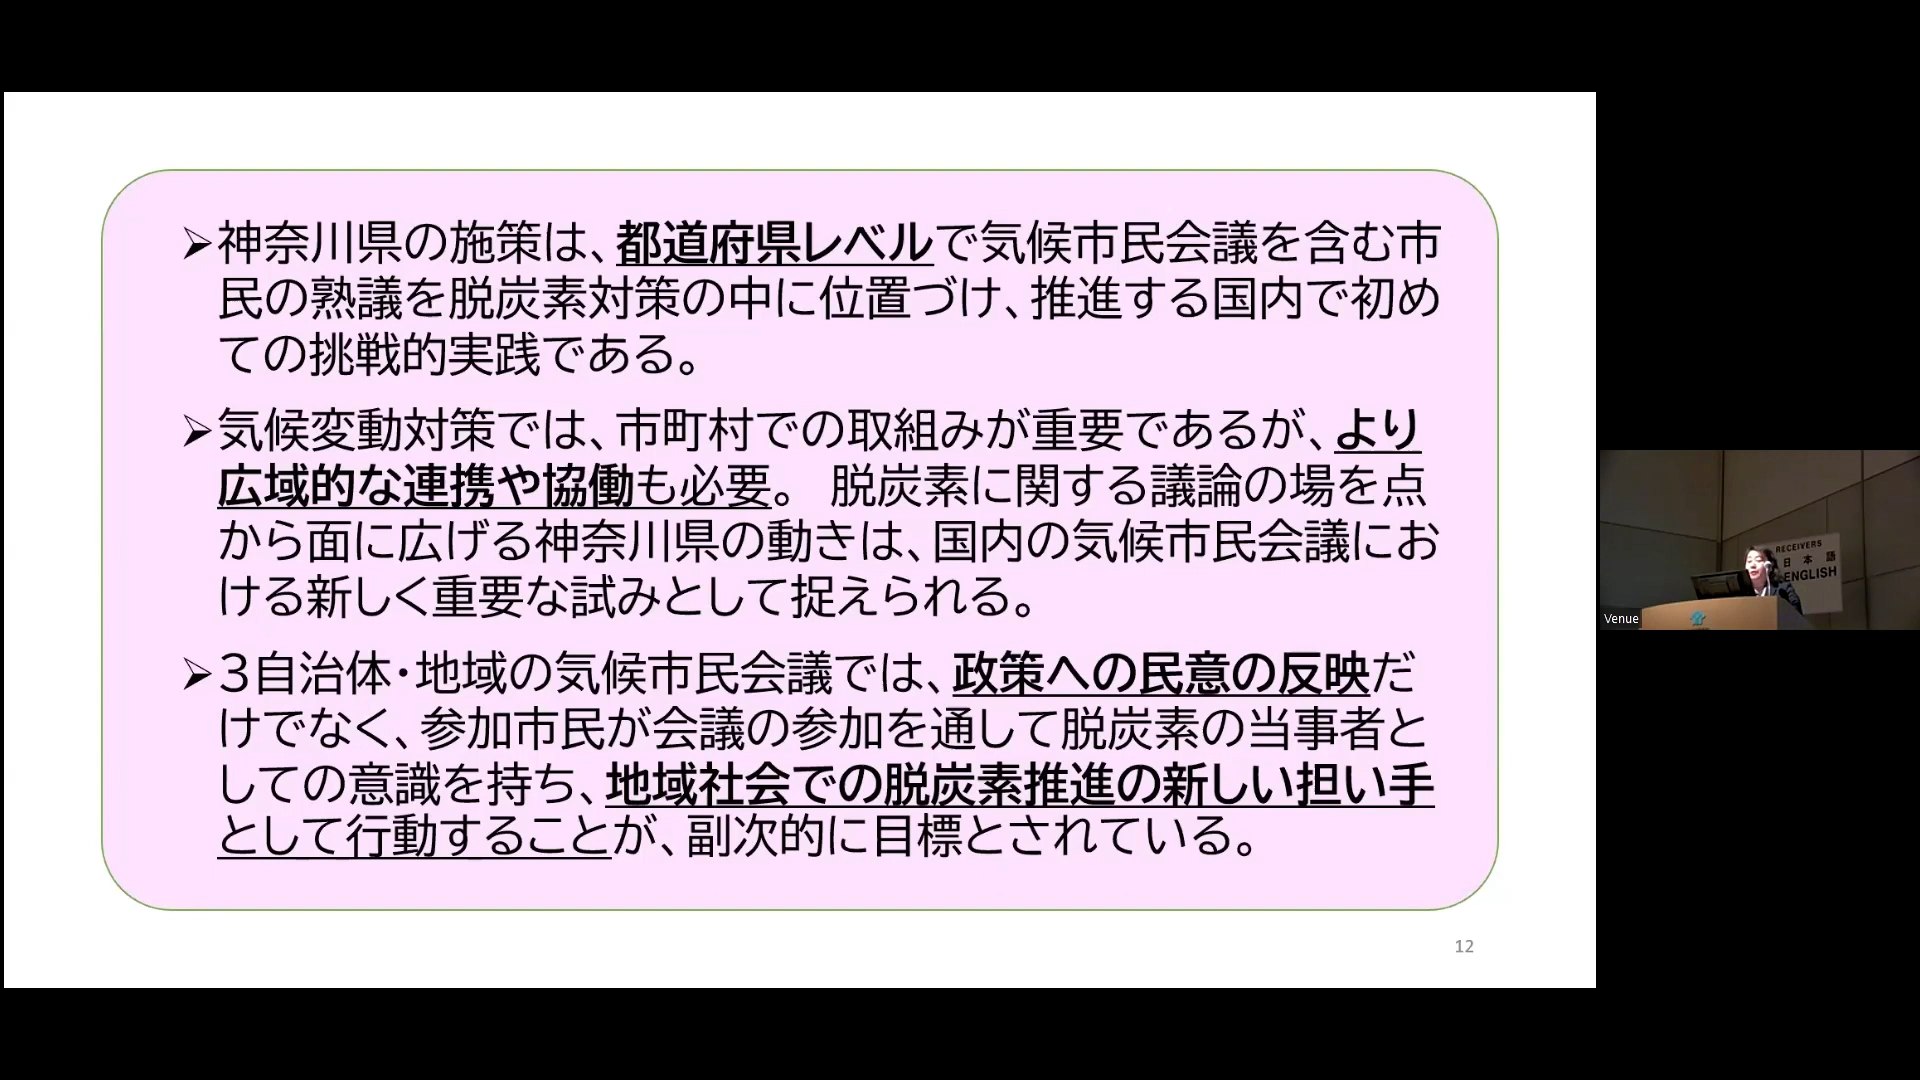 ➢神奈川県の施策は、都道府県レベルで気候市民会議を含む市
民の熟議を脱炭素対策の中に位置づけ、推進する国内で初め
ての挑戦的実践である。
➢気候変動対策では、市町村での取組みが重要であるが、より
広域的な連携や協働も必要。 脱炭素に関する議論の場を点
から面に広げる神奈川県の動きは、国内の気候市民会議にお
ける新しく重要な試みとして捉えられる。
➢３自治体・地域の気候市民会議では、政策への民意の反映だ
けでなく、参加市民が会議の参加を通して脱炭素の当事者と
しての意識を持ち、地域社会での脱炭素推進の新しい担い手
として行動することが、副次的に目標とされている。
12
RECEIVERS
日本語
ENGLISH
Venue